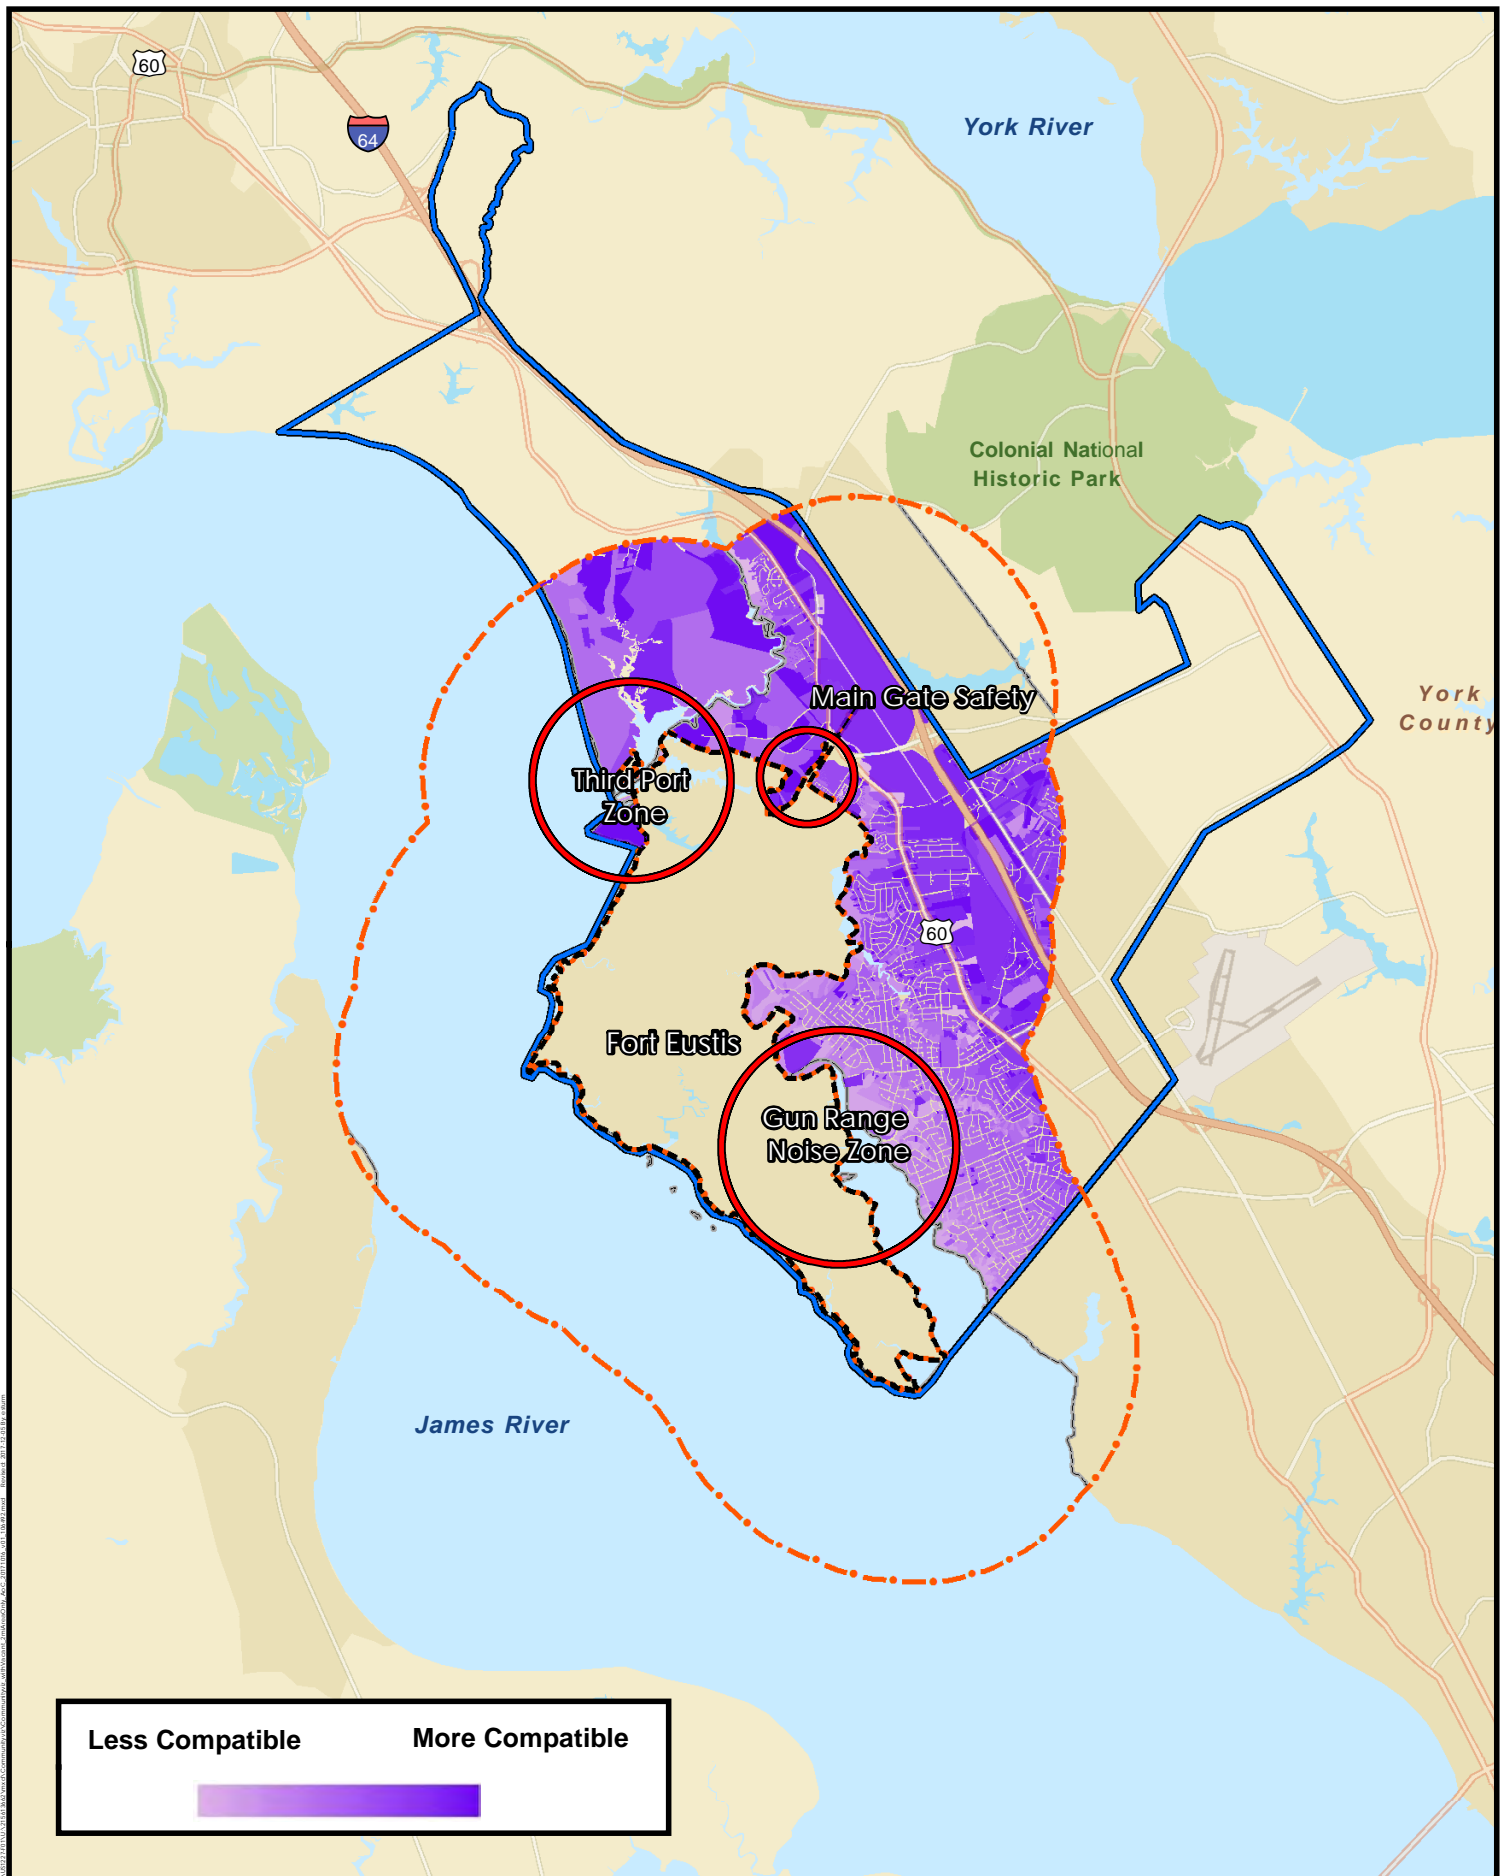 60
64
York River
Colonial National
Historic Park
York
County
Main Gate Safety
Third Port
Zone
60
Fort Eustis
Gun Range
Noise Zone
James River
Less Compatible More Compatible